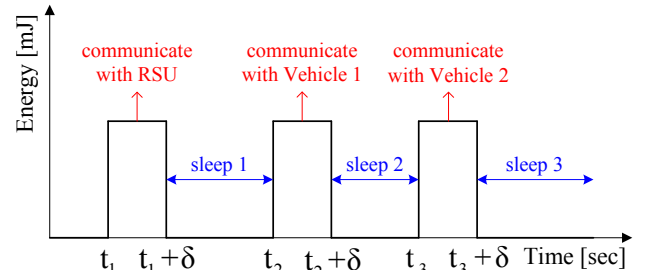 Energy [mJ]
communicate
with RSU
communicate
with Vehicle 1
communicate
with Vehicle 2
sleep 1
sleep 2
sleep 3
t₁
t₁+δ
t₂
t₂+δ
t₃
t₃+δ
Time [sec]